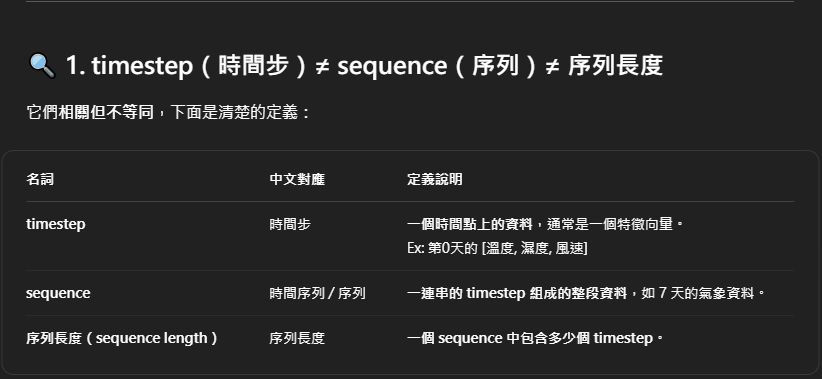 🔍 1. timestep（時間步）≠ sequence（序列）≠ 序列長度
它們相關但不等同，下面是清楚的定義：
名詞 中文對應 定義說明
timestep 時間步 一個時間點上的資料，通常是一個特徵向量。
Ex: 第0天的 [溫度, 濕度, 風速]
sequence 時間序列 / 序列 一連串的 timestep 組成的整段資料，如 7 天的氣象資料。
序列長度（sequence length） 序列長度 一個 sequence 中包含多少個 timestep。